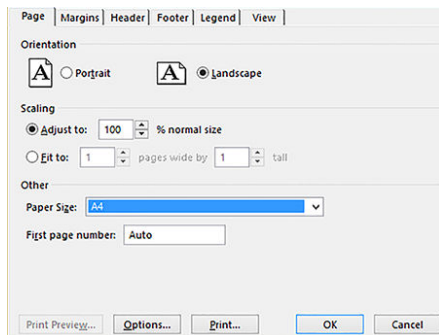 Page Margins Header Footer Legend View
Orientation
A Portrait A Landscape
Scaling
Adjust to: 100 % normal size
Fit to: 1 pages wide by 1 tall
Other
Paper Size: A4
First page number: Auto
Print Preview... Options... Print... OK Cancel